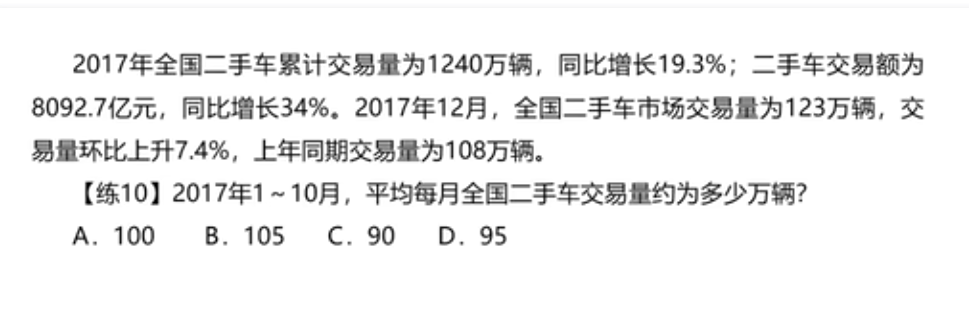 2017年全国二手车累计交易量为1240万辆，同比增长19.3%；二手车交易额为
8092.7亿元，同比增长34%。2017年12月，全国二手车市场交易量为123万辆，交
易量环比上升7.4%，上年同期交易量为108万辆。
【练10】2017年1～10月，平均每月全国二手车交易量约为多少万辆？
A．100 B．105 C．90 D．95